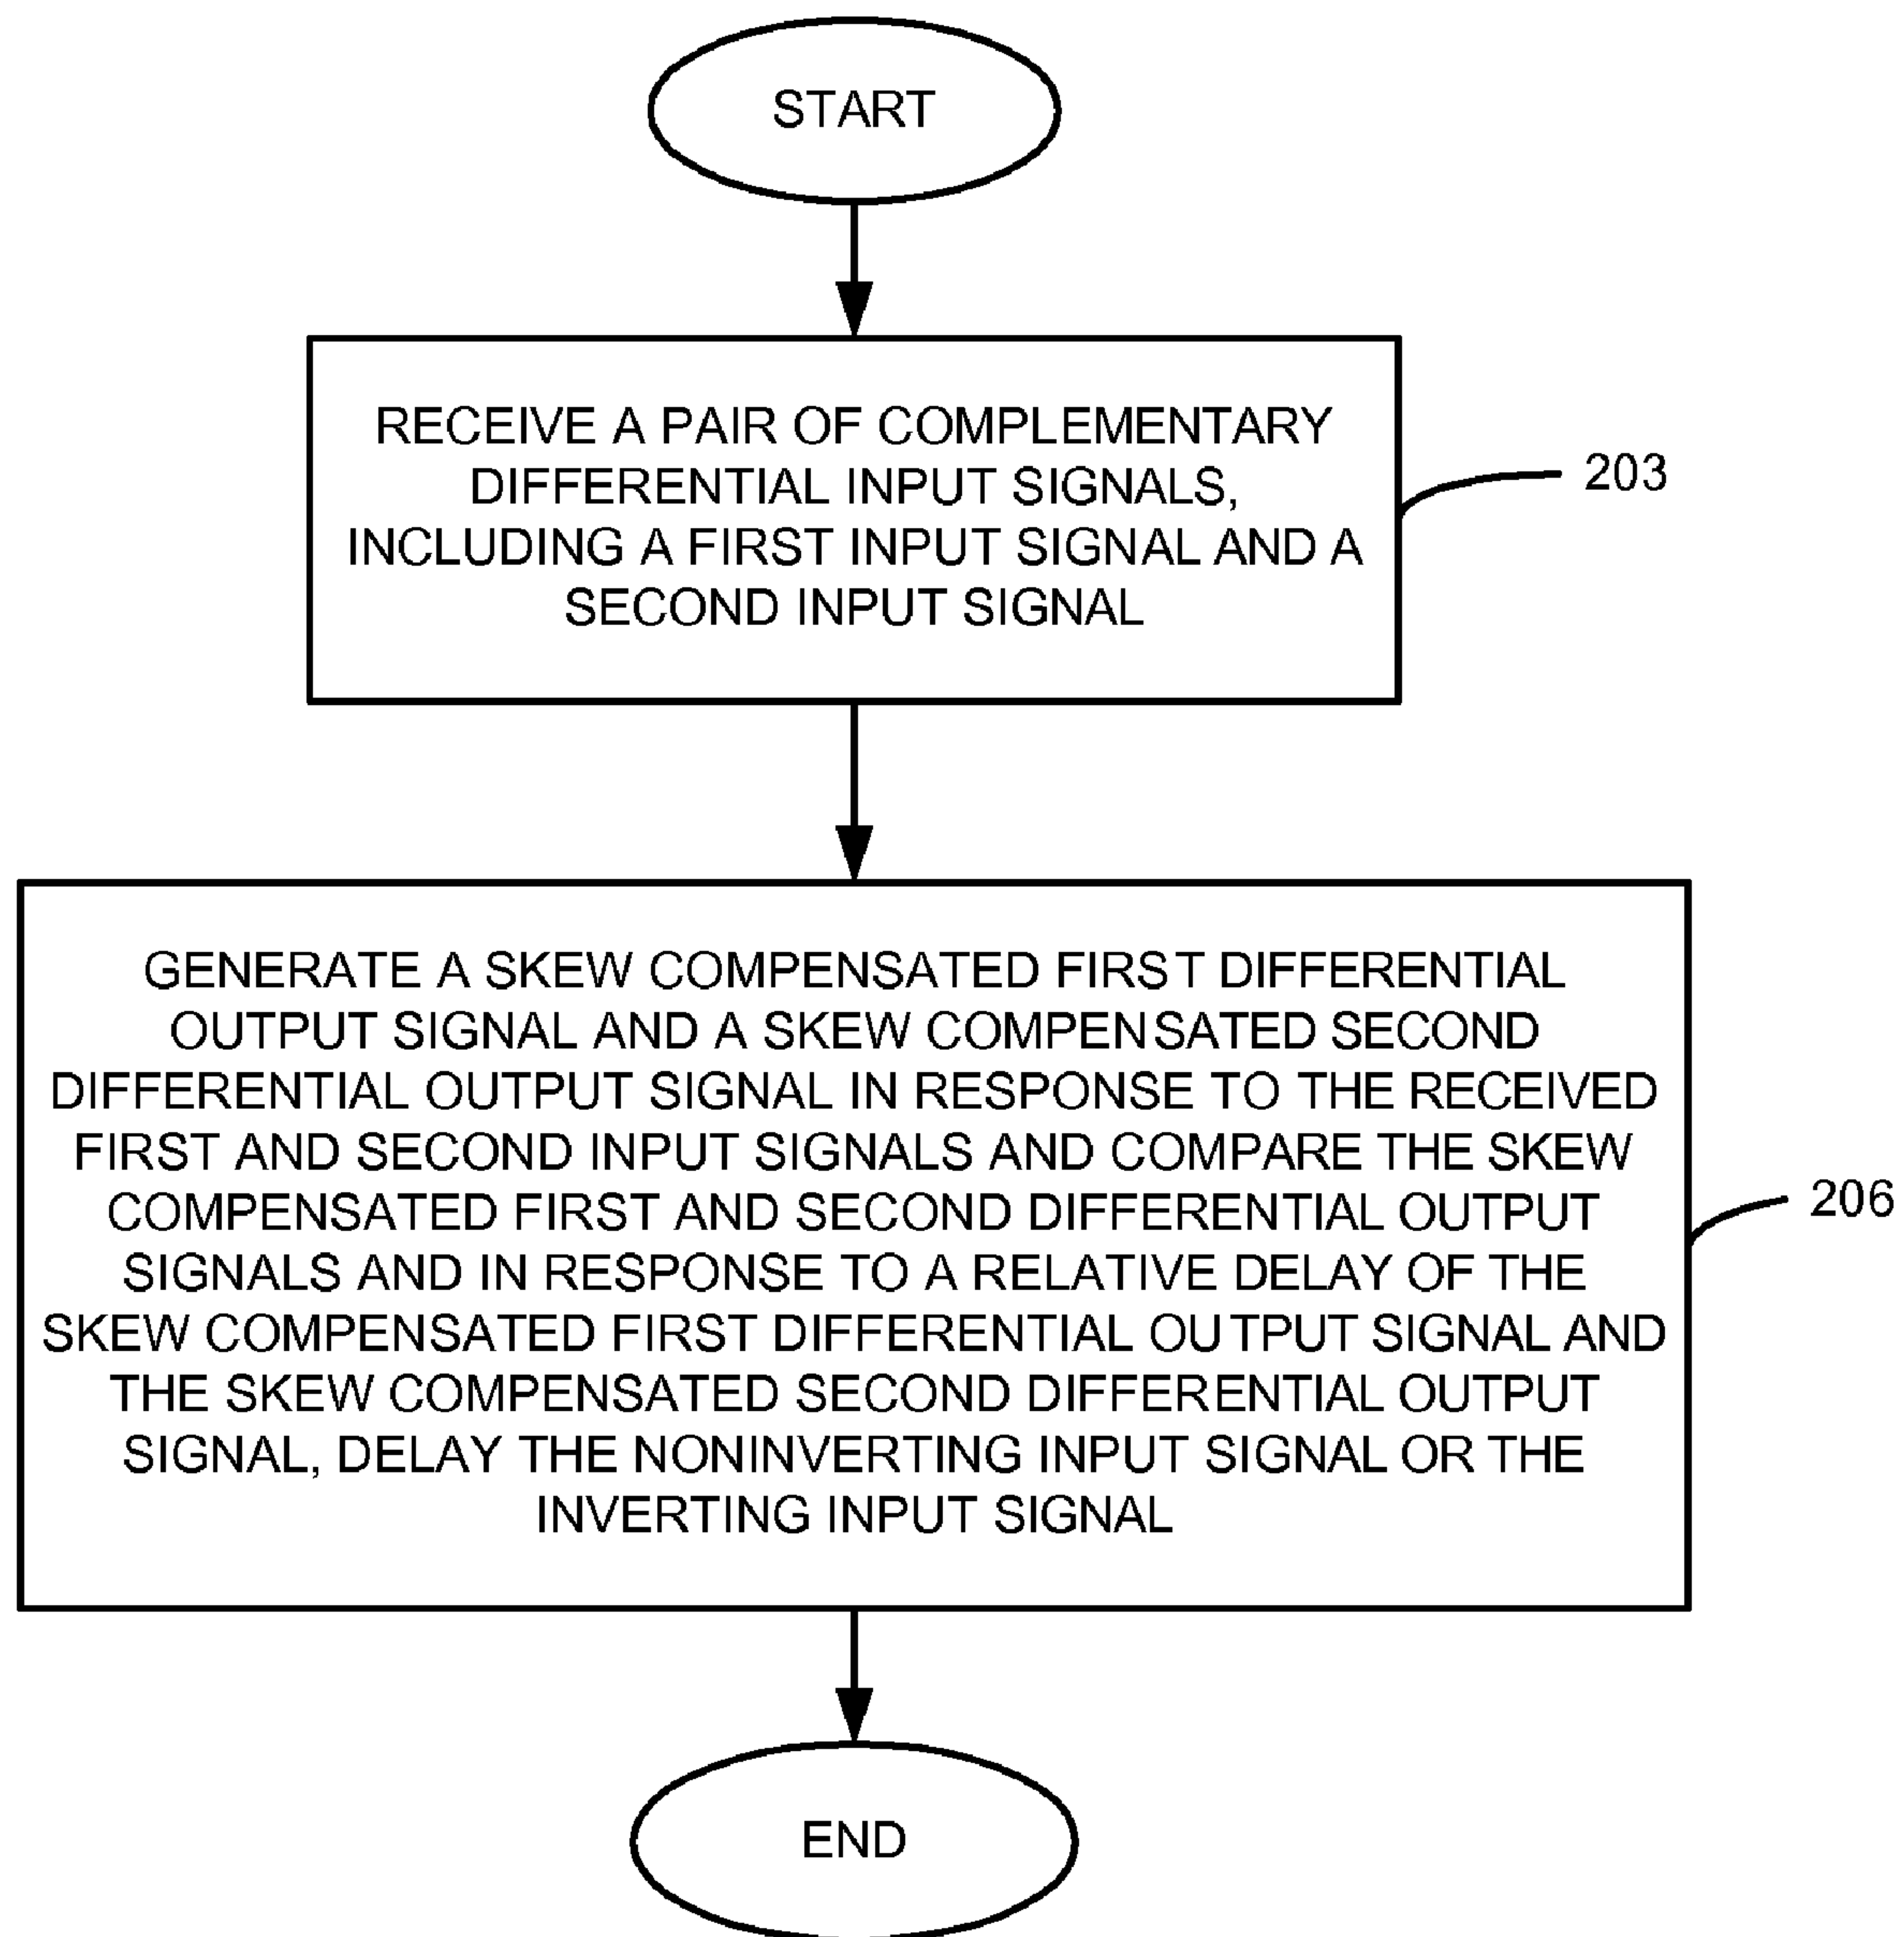 START
RECEIVE A PAIR OF COMPLEMENTARY
DIFFERENTIAL INPUT SIGNALS,
INCLUDING A FIRST INPUT SIGNAL AND A
SECOND INPUT SIGNAL
203
GENERATE A SKEW COMPENSATED FIRST DIFFERENTIAL
OUTPUT SIGNAL AND A SKEW COMPENSATED SECOND
DIFFERENTIAL OUTPUT SIGNAL IN RESPONSE TO THE RECEIVED
FIRST AND SECOND INPUT SIGNALS AND COMPARE THE SKEW
COMPENSATED FIRST AND SECOND DIFFERENTIAL OUTPUT
SIGNALS AND IN RESPONSE TO A RELATIVE DELAY OF THE
SKEW COMPENSATED FIRST DIFFERENTIAL OUTPUT SIGNAL AND
THE SKEW COMPENSATED SECOND DIFFERENTIAL OUTPUT
SIGNAL, DELAY THE NONINVERTING INPUT SIGNAL OR THE
INVERTING INPUT SIGNAL
206
END